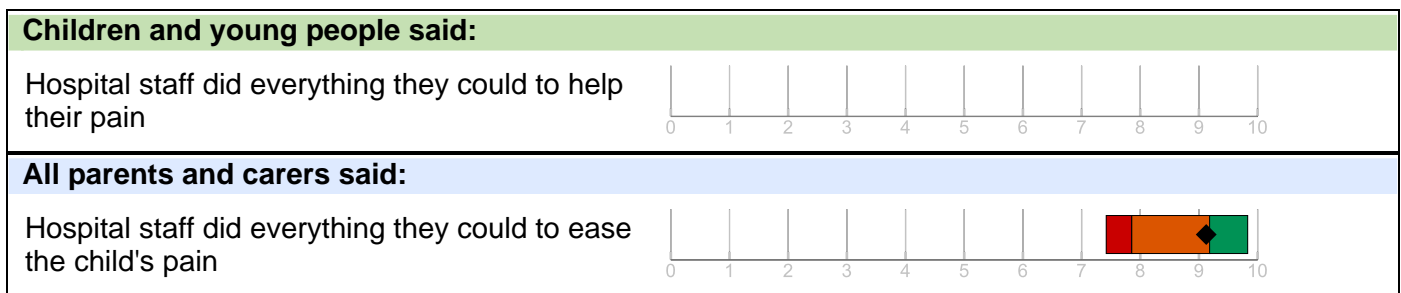 Children and young people said:
Hospital staff did everything they could to help
their pain
0 1 2 3 4 5 6 7 8 9 10
All parents and carers said:
Hospital staff did everything they could to ease
the child's pain
0 1 2 3 4 5 6 7 8 9 10